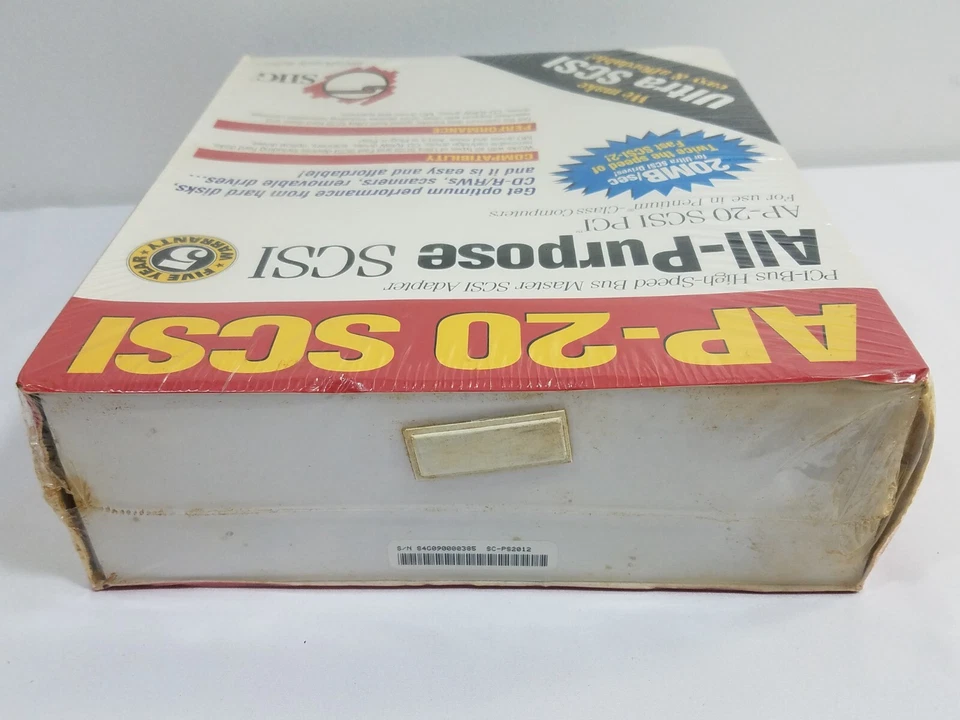 AP-20 SCSI
PCI-Bus High-Speed Bus Master SCSI Adapter
All-Purpose SCSI
AP-20 SCSI PCI™
For use in Pentium®-Class Computers
FIVE YEAR
5
WARRANTY
20MB/sec
for Ultra SCSI Drives!
Twice the speed of
Fast SCSI-2!
Get optimum performance from hard disks,
CD-R/RWs, scanners, removable drives....
and it is easy and affordable!
COMPATIBILITY
PERFORMANCE
We make
Ultra SCSI
easy & affordable!
SIIG
S/N S4G090000385 SC-PS2012